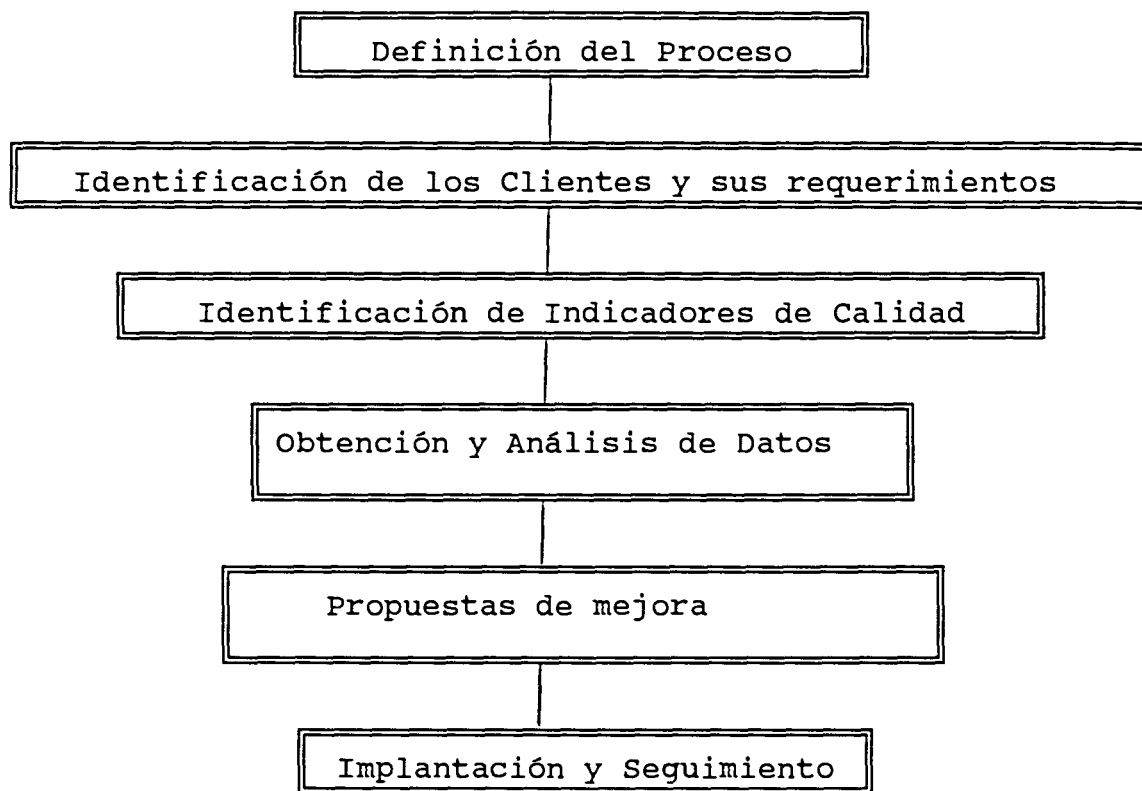 Definición del Proceso
Identificación de los Clientes y sus requerimientos
Identificación de Indicadores de Calidad
Obtención y Análisis de Datos
Propuestas de mejora
Implantación y Seguimiento